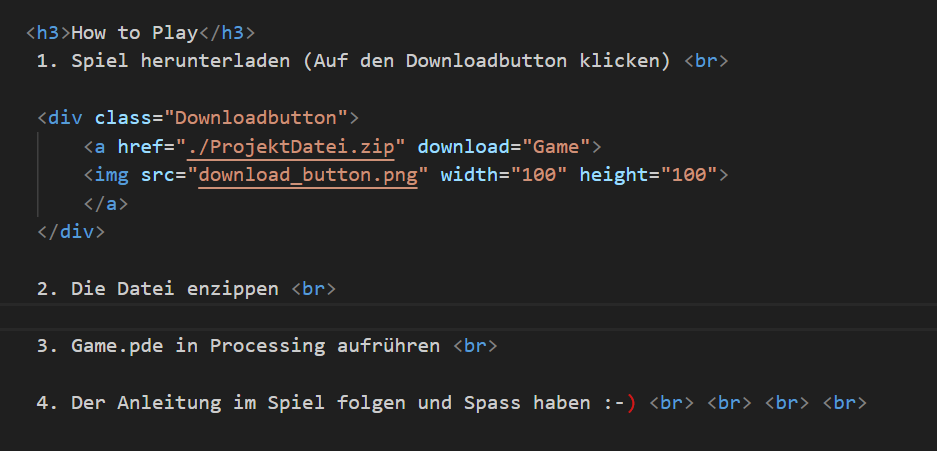 <h3>How to Play</h3>
1. Spiel herunterladen (Auf den Downloadbutton klicken) <br>
<div class="Downloadbutton">
<a href="./ProjektDatei.zip" download="Game">
<img src="download_button.png" width="100" height="100">
</a>
</div>
2. Die Datei enzippen <br>
3. Game.pde in Processing aufrühren <br>
4. Der Anleitung im Spiel folgen und Spass haben :-) <br> <br> <br> <br>